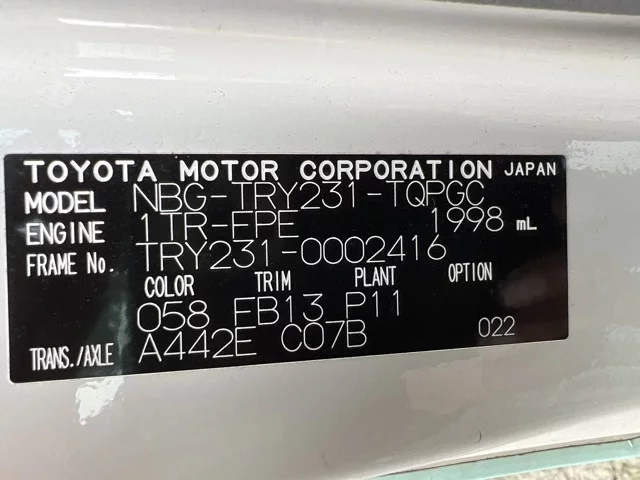 TOYOTA MOTOR CORPORATION JAPAN
MODEL NBG-TRY231-TQPGC
ENGINE 1TR-FPE 1998 mL
FRAME No. TRY231-0002416
COLOR TRIM PLANT OPTION
058 FB13 P11
TRANS./AXLE A442E C07B 022